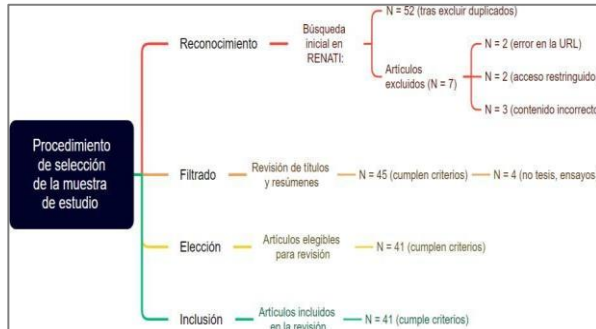 Procedimiento
de selección
de la muestra
de estudio
Reconocimiento
Búsqueda
inicial en
RENATI:
N = 52 (tras excluir duplicados)
Artículos
excluidos (N = 7)
N = 2 (error en la URL)
N = 2 (acceso restringido
N = 3 (contenido incorrecto
Filtrado
Revisión de títulos
y resúmenes
N = 45 (cumplen criterios)
N = 4 (no tesis, ensayos
Elección
Artículos elegibles
para revisión
N = 41 (cumplen criterios)
Inclusión
Artículos incluidos
en la revisión
N = 41 (cumple criterios)